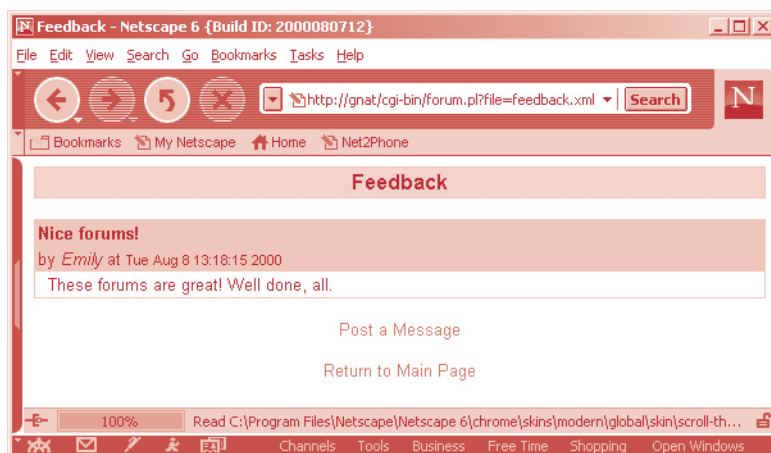 N Feedback - Netscape 6 {Build ID: 2000080712}
File Edit View Search Go Bookmarks Tasks Help
http://gnat/cgi-bin/forum.pl?file=feedback.xml Search N
Bookmarks My Netscape Home Net2Phone
Feedback
Nice forums!
by Emily at Tue Aug 8 13:18:15 2000
These forums are great! Well done, all.
Post a Message
Return to Main Page
100% Read C:\Program Files\Netscape\Netscape 6\chrome\skins\modern\global\skin\scroll-th...
Channels Tools Business Free Time Shopping Open Windows